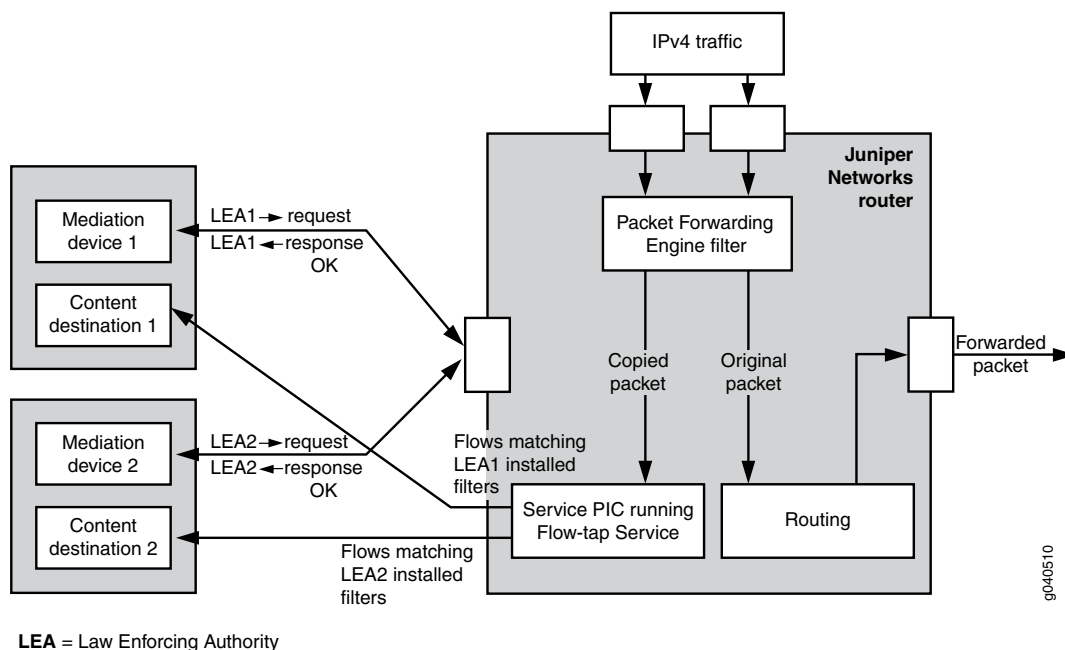 IPv4 traffic
Juniper
Networks
router
Packet Forwarding
Engine filter
Mediation
device 1
LEA1 → request
LEA1 ← response
OK
Content
destination 1
Copied
packet
Original
packet
Forwarded
packet
Mediation
device 2
LEA2 → request
LEA2 ← response
OK
Content
destination 2
Flows matching
LEA1 installed
filters
Service PIC running
Flow-tap Service
Routing
Flows matching
LEA2 installed
filters
g040510
LEA = Law Enforcing Authority